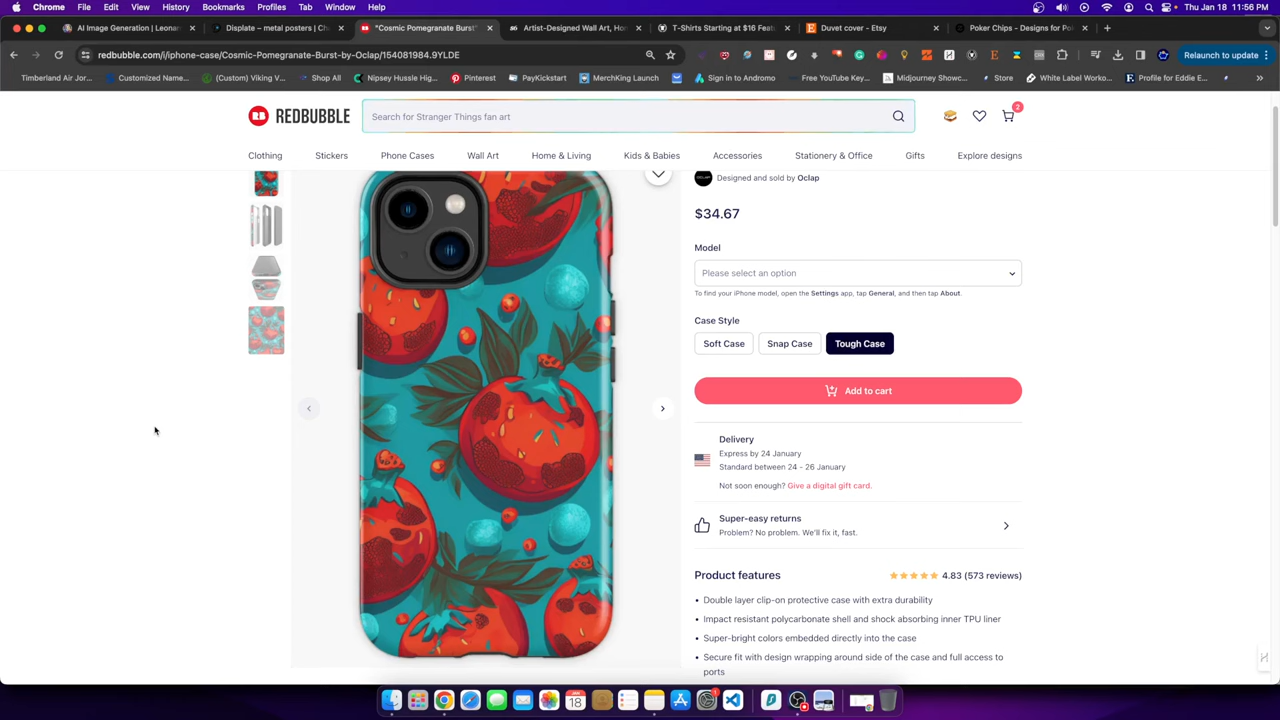 Chrome File Edit View History Bookmarks Profiles Tab Window Help Thu Jan 18 11:56 PM
AI Image Generation | Leonar Displate – metal posters | Che "Cosmic Pomegranate Burst" Artist-Designed Wall Art, Hom T-Shirts Starting at $16 Featu Duvet cover - Etsy Poker Chips - Designs for Pok
redbubble.com/i/iphone-case/Cosmic-Pomegranate-Burst-by-Oclap/154081984.9YLDE Relaunch to update
Timberland Air Jor... Customized Name... (Custom) Viking V... Shop All Nipsey Hussle Hig... Pinterest PayKickstart MerchKing Launch Sign in to Andromo Free YouTube Key... Midjourney Showc... Store White Label Worko... Profile for Eddie E...
RB REDBUBBLE Search for Stranger Things fan art 2
Clothing Stickers Phone Cases Wall Art Home & Living Kids & Babies Accessories Stationery & Office Gifts Explore designs
Designed and sold by Oclap
$34.67
Model
Please select an option
To find your iPhone model, open the Settings app, tap General, and then tap About.
Case Style
Soft Case Snap Case Tough Case
Add to cart
Delivery
Express by 24 January
Standard between 24 - 26 January
Not soon enough? Give a digital gift card.
Super-easy returns
Problem? No problem. We'll fix it, fast.
Product features 4.83 (573 reviews)
• Double layer clip-on protective case with extra durability
• Impact resistant polycarbonate shell and shock absorbing inner TPU liner
• Super-bright colors embedded directly into the case
• Secure fit with design wrapping around side of the case and full access to
ports